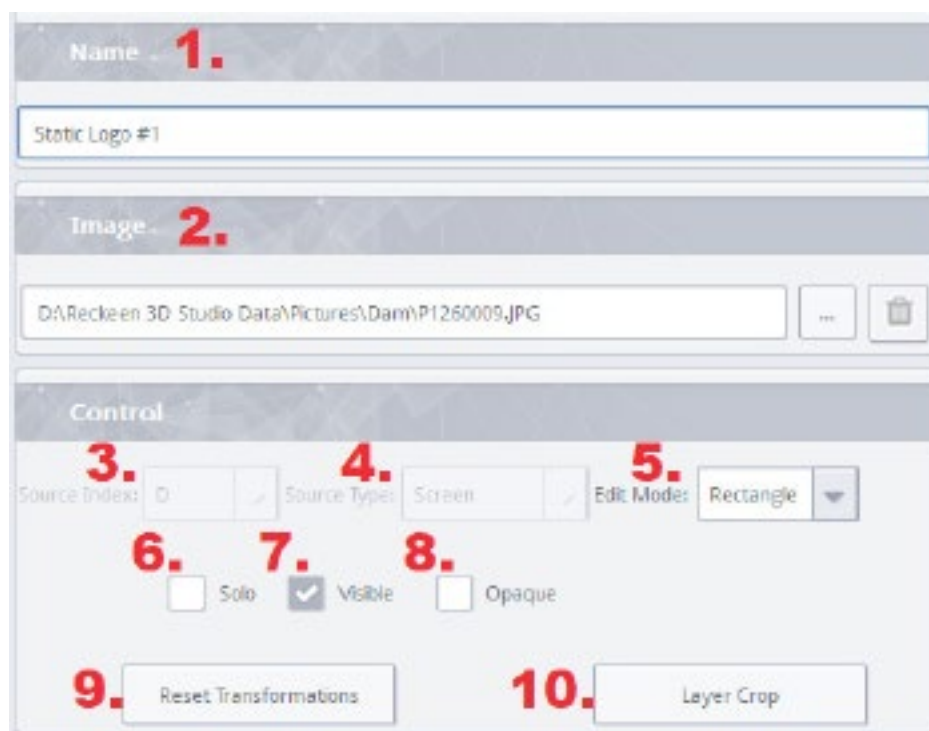 Name 1.
Static Logo #1
Image 2.
D:\Reckeen 3D Studio Data\Pictures\Dam\P1260009.JPG ...
Control
3. 4. 5.
Source Index: D Source Type: Screen Edit Mode: Rectangle
6. 7. 8.
Solo Visible Opaque
9. Reset Transformations 10. Layer Crop